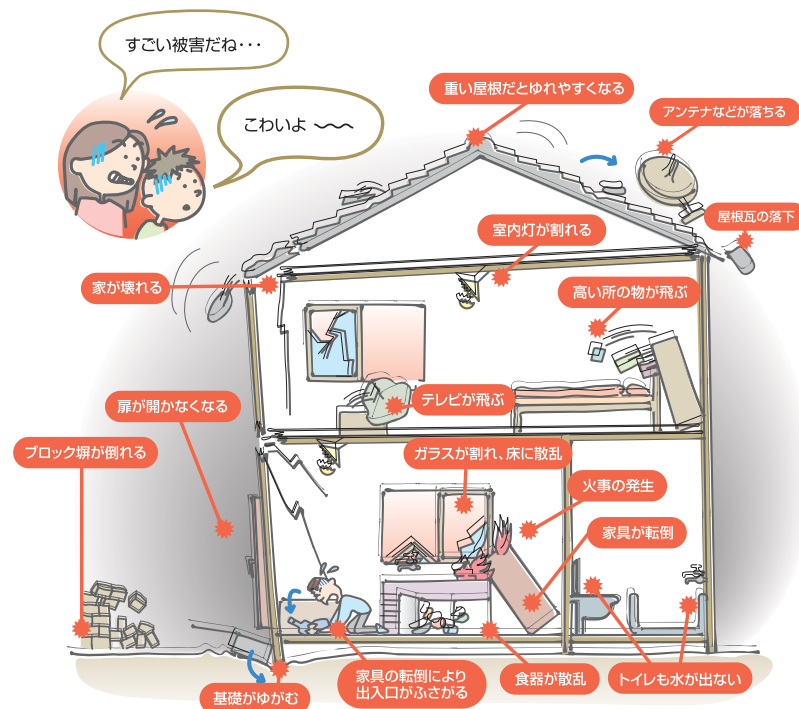 すごい被害だね・・・
こわいよ 〜〜
重い屋根だとゆれやすくなる
アンテナなどが落ちる
屋根瓦の落下
室内灯が割れる
家が壊れる
高い所の物が飛ぶ
テレビが飛ぶ
扉が開かなくなる
ブロック塀が倒れる
ガラスが割れ、床に散乱
火事の発生
家具が転倒
家具の転倒により
出入口がふさがる
食器が散乱
トイレも水が出ない
基礎がゆがむ